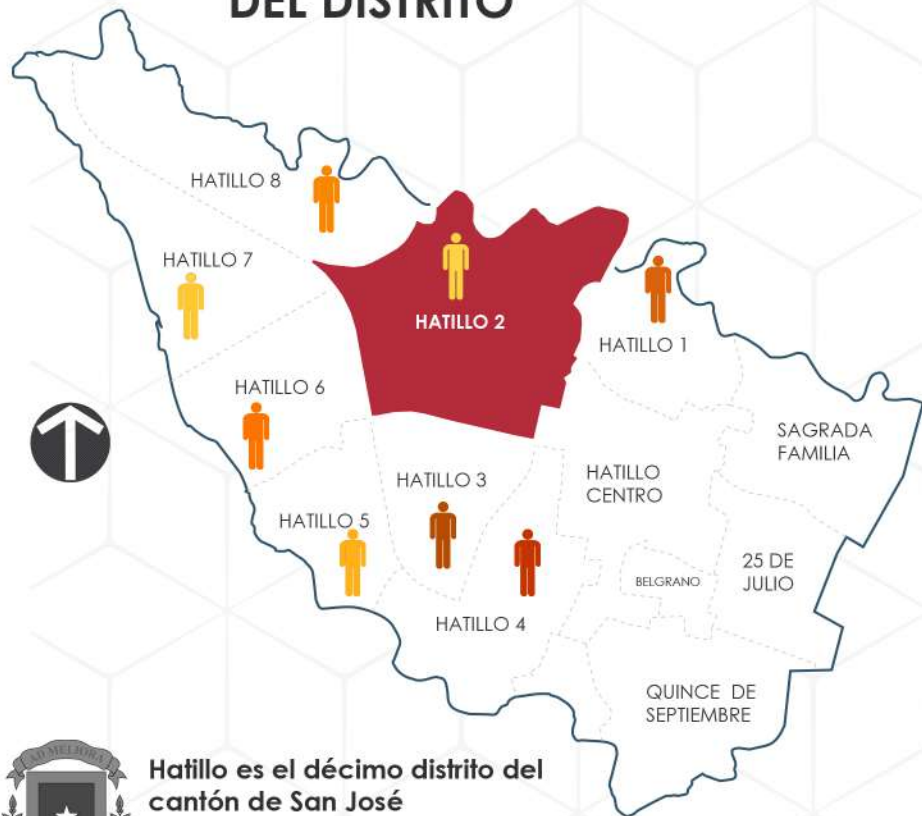 DEL DISTRITO
HATILLO 8
HATILLO 7
HATILLO 2
HATILLO 1
HATILLO 6
SAGRADA
FAMILIA
HATILLO 3
HATILLO
CENTRO
HATILLO 5
25 DE
JULIO
BELGRANO
HATILLO 4
QUINCE DE
SEPTIEMBRE
AD MELIORA
Hatillo es el décimo distrito del
cantón de San José